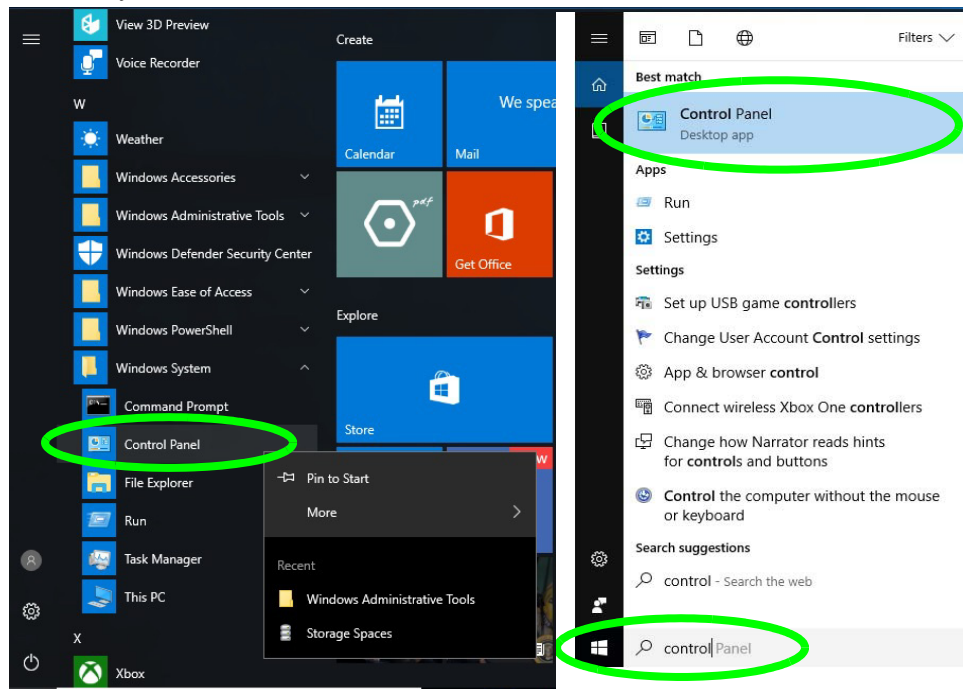 View 3D Preview
Voice Recorder
W
Weather
Windows Accessories
Windows Administrative Tools
Windows Defender Security Center
Windows Ease of Access
Windows PowerShell
Windows System
Command Prompt
Control Panel
File Explorer
Run
Task Manager
This PC
X
Xbox
Create
We spea
Calendar
Mail
pdf
Get Office
Explore
Store
W
Pin to Start
More
Recent
Windows Administrative Tools
Storage Spaces
Filters
Best match
Control Panel
Desktop app
Apps
Run
Settings
Settings
Set up USB game controllers
Change User Account Control settings
App & browser control
Connect wireless Xbox One controllers
Change how Narrator reads hints
for controls and buttons
Control the computer without the mouse
or keyboard
Search suggestions
control - Search the web
control Panel